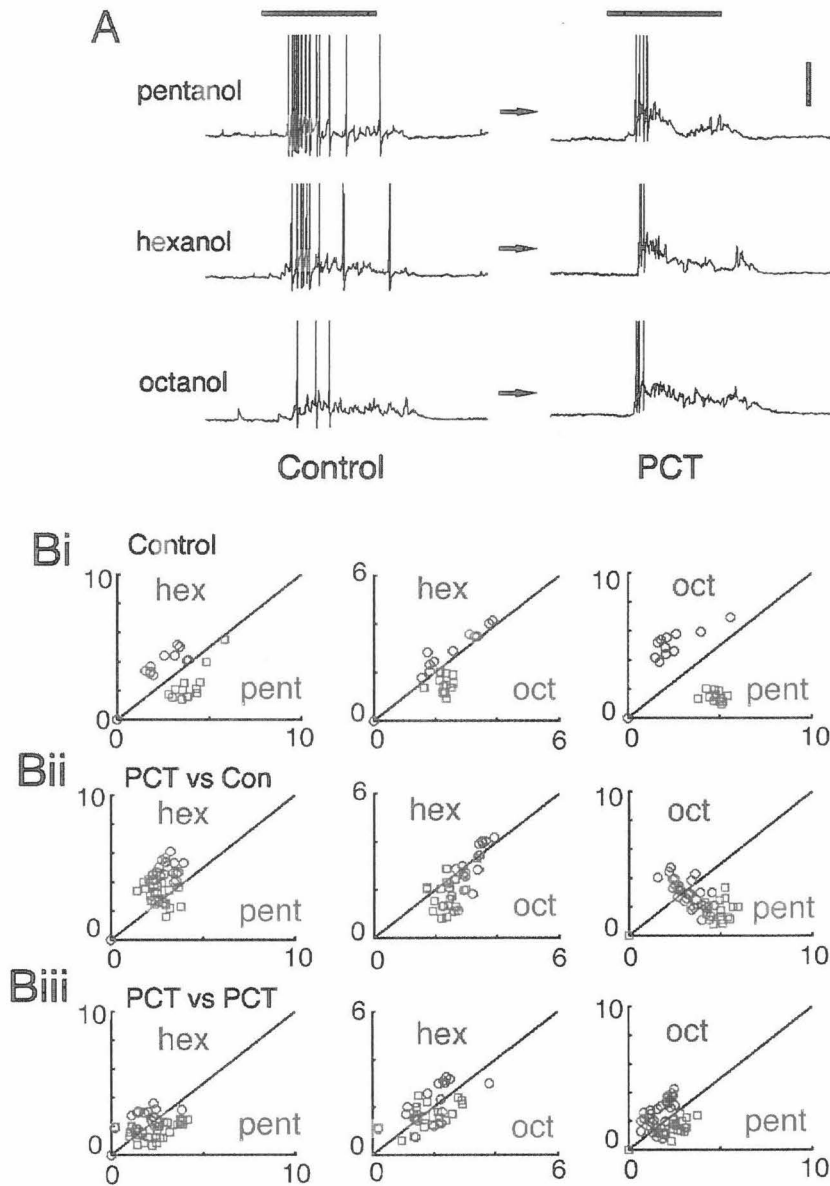 A
pentanol
hexanol
octanol
Control PCT
Bi Control
10 hex pent 0 0 10
6 hex oct 0 0 6
10 oct pent 0 0 10
Bii PCT vs Con
10 hex pent 0 0 10
6 hex oct 0 0 6
10 oct pent 0 0 10
Biii PCT vs PCT
10 hex pent 0 0 10
6 hex oct 0 0 6
10 oct pent 0 0 10